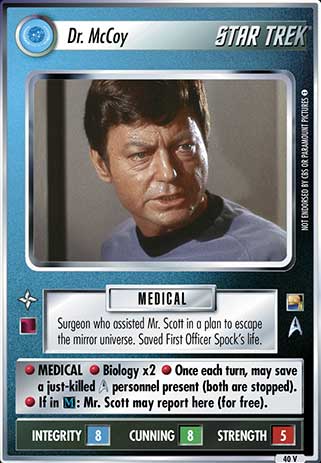 Dr. McCoy
STAR TREK
NOT ENDORSED BY CBS OR PARAMOUNT PICTURES
MEDICAL
Surgeon who assisted Mr. Scott in a plan to escape
the mirror universe. Saved First Officer Spock's life.
• MEDICAL • Biology x2 • Once each turn, may save
a just-killed personnel present (both are stopped).
• If in M: Mr. Scott may report here (for free).
INTEGRITY 8 CUNNING 8 STRENGTH 5
40 V